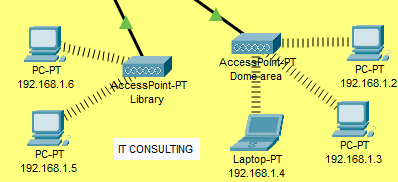 PC-PT
192.168.1.6
AccessPoint-PT
Library
PC-PT
192.168.1.5
IT CONSULTING
AccessPoint-PT
Dome area
PC-PT
192.168.1.2
Laptop-PT
192.168.1.4
PC-PT
192.168.1.3